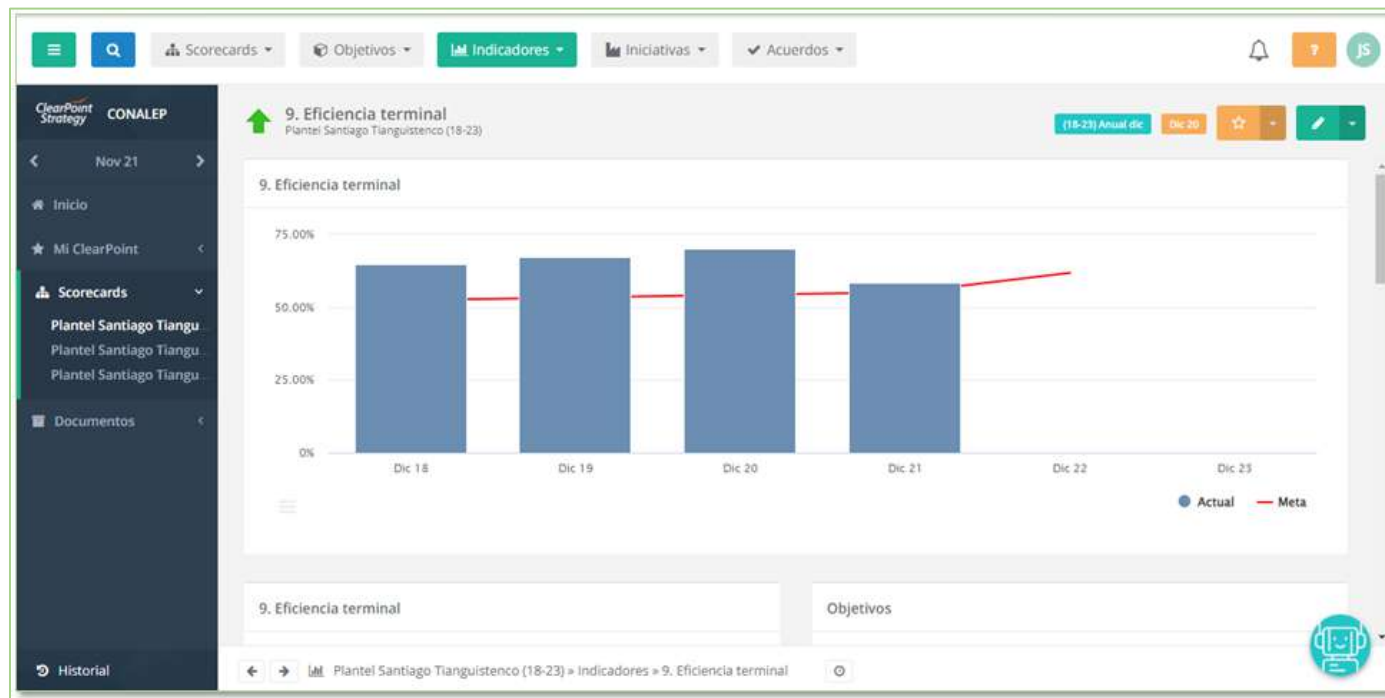 Scorecards
Objetivos
Indicadores
Iniciativas
Acuerdos
?
JS
ClearPoint
Strategy
CONALEP
Nov 21
Inicio
Mi ClearPoint
Scorecards
Plantel Santiago Tiangu...
Plantel Santiago Tiangu...
Plantel Santiago Tiangu...
Documentos
Historial
9. Eficiencia terminal
Plantel Santiago Tianguistenco (18-23)
(18-23) Anual dic
Dic 20
9. Eficiencia terminal
75.00%
50.00%
25.00%
0%
Dic 18
Dic 19
Dic 20
Dic 21
Dic 22
Dic 23
Actual
Meta
9. Eficiencia terminal
Objetivos
Plantel Santiago Tianguistenco (18-23) » Indicadores » 9. Eficiencia terminal